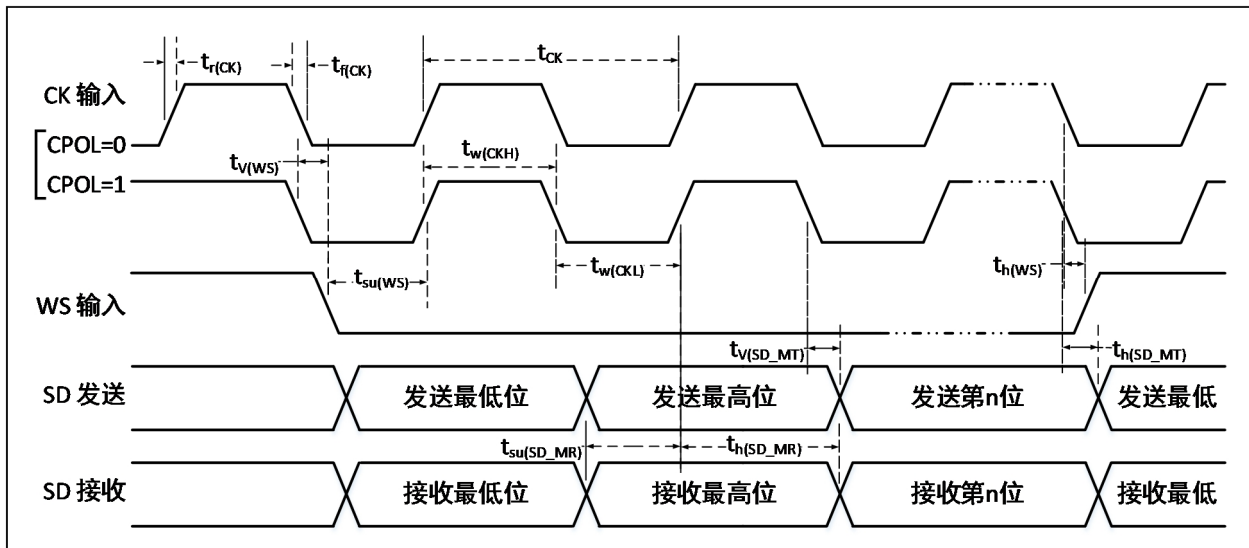 tr(CK)
tf(CK)
tCK
CK 输入
CPOL=0
tV(WS)
tw(CKH)
CPOL=1
tsu(WS)
tw(CKL)
th(WS)
WS 输入
tV(SD_MT)
th(SD_MT)
SD 发送
发送最低位
发送最高位
发送第n位
发送最低
tsu(SD_MR)
th(SD_MR)
SD 接收
接收最低位
接收最高位
接收第n位
接收最低